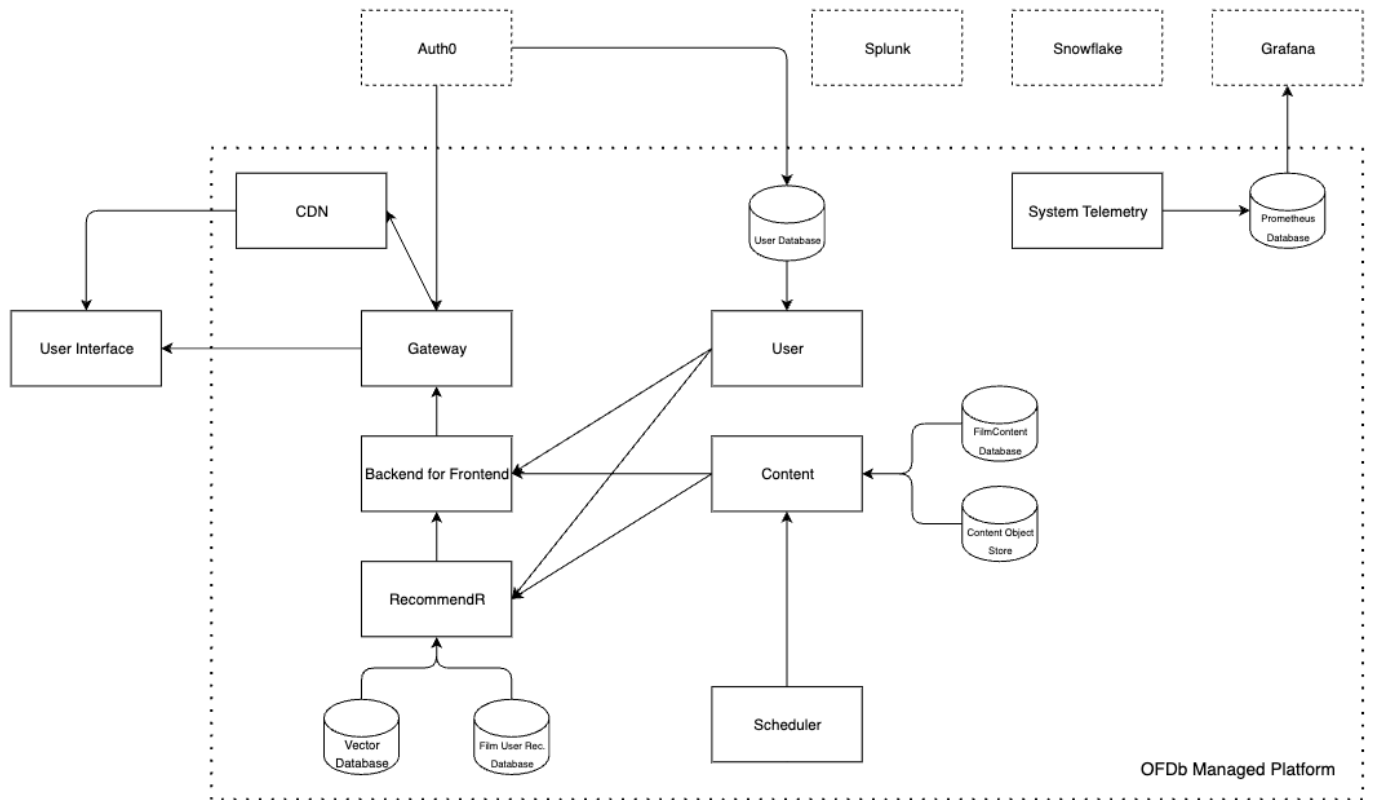 Auth0
Splunk
Snowflake
Grafana
CDN
User Database
System Telemetry
Prometheus
Database
User Interface
Gateway
User
FilmContent
Database
Backend for Frontend
Content
Content Object
Store
RecommendR
Scheduler
Vector
Database
Film User Rec.
Database
OFDb Managed Platform